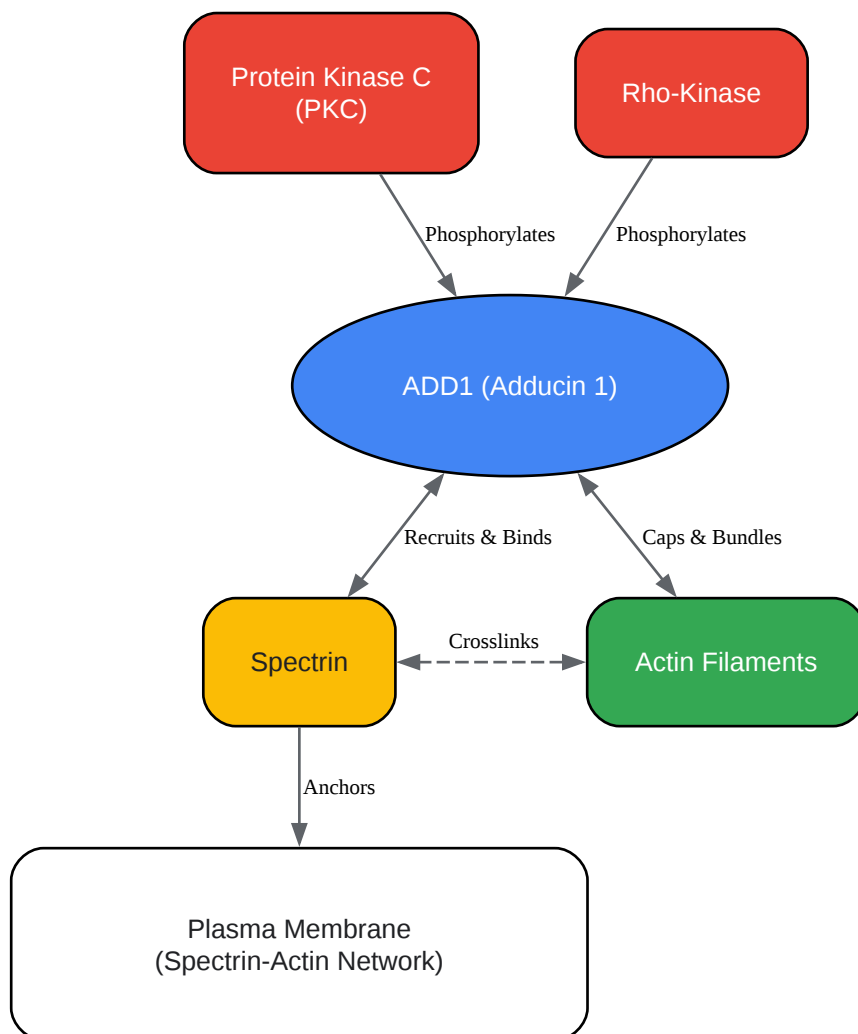 Protein Kinase C
(PKC)
Rho-Kinase
Phosphorylates
Phosphorylates
ADD1 (Adducin 1)
Recruits & Binds
Caps & Bundles
Spectrin
Crosslinks
Actin Filaments
Anchors
Plasma Membrane
(Spectrin-Actin Network)